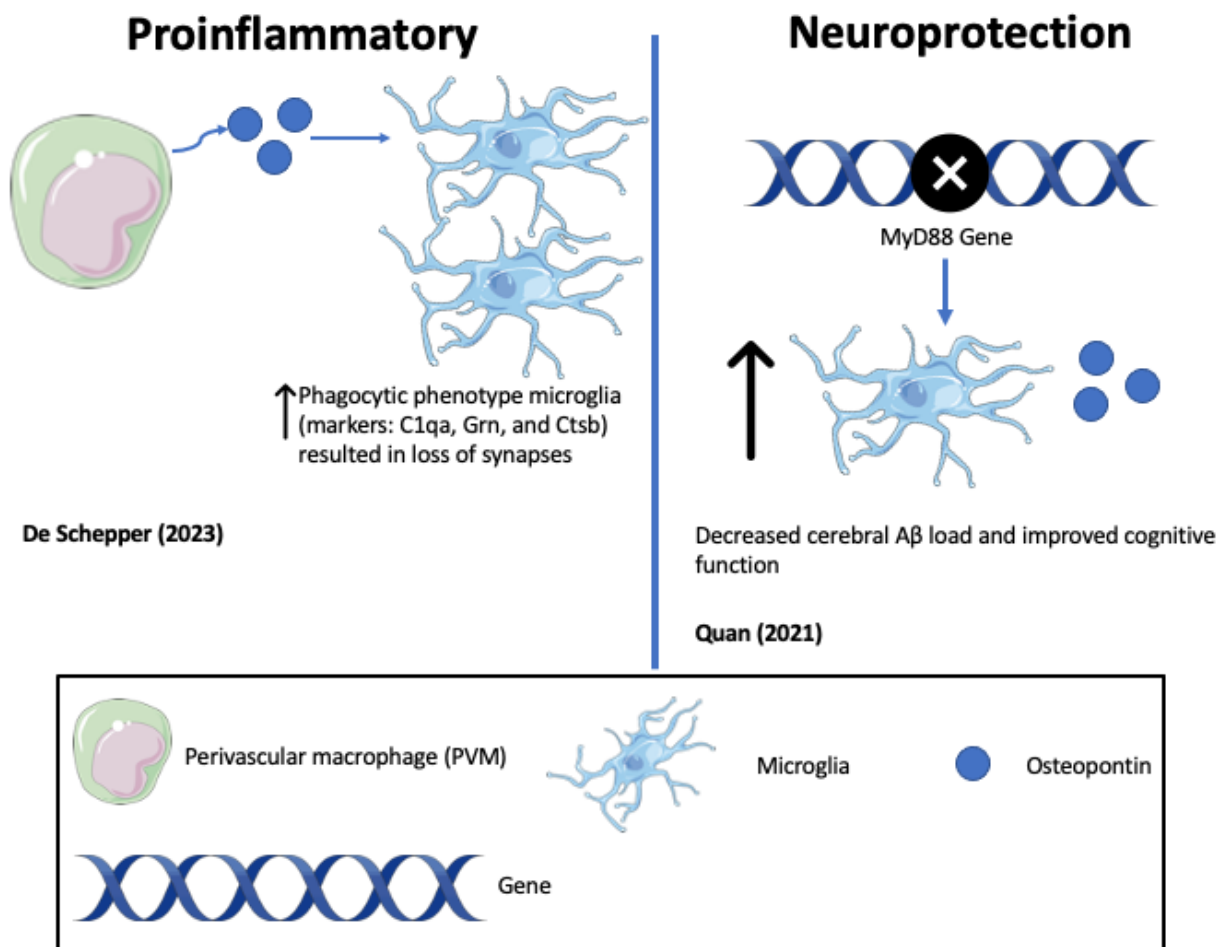 Proinflammatory
Phagocytic phenotype microglia
(markers: C1qa, Grn, and Ctsb)
resulted in loss of synapses
De Schepper (2023)
Neuroprotection
MyD88 Gene
Decreased cerebral Aβ load and improved cognitive
function
Quan (2021)
Perivascular macrophage (PVM)
Microglia
Osteopontin
Gene